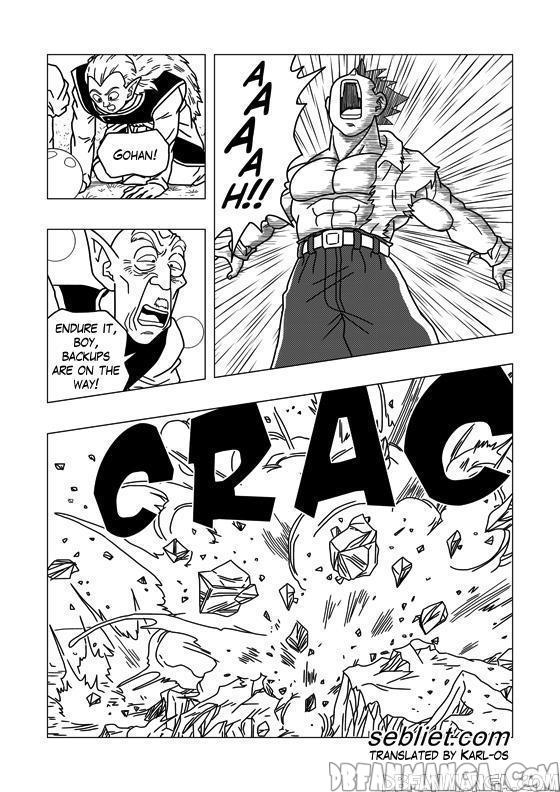 GOHAN!
AAAAH!!
ENDURE IT,
BOY,
BACKUPS
ARE ON
THE WAY!
CRAC
sebliet.com
TRANSLATED BY KARL-OS
DBFANMANGA.COM